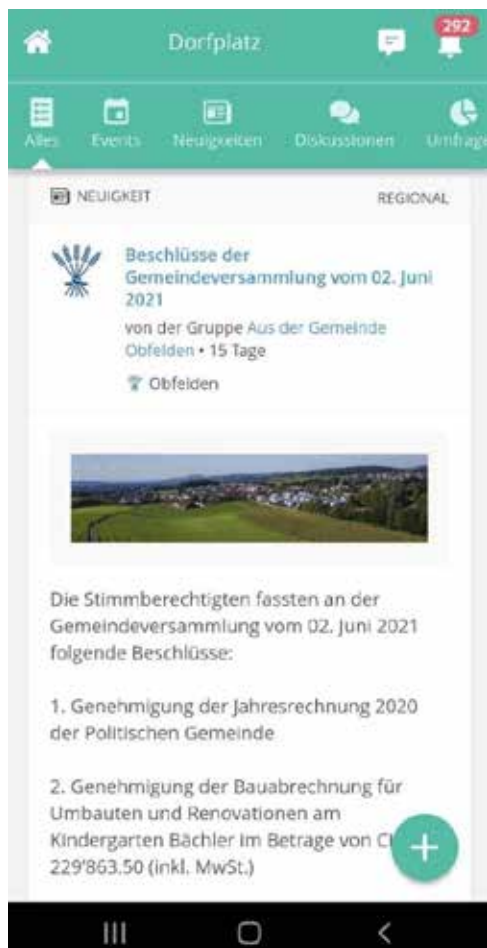 Dorfplatz
292
Alles Events Neuigkeiten Diskussionen Umfrage
NEUIGKEIT REGIONAL
Beschlüsse der
Gemeindeversammlung vom 02. Juni
2021
von der Gruppe Aus der Gemeinde
Obfelden • 15 Tage
Obfelden
Die Stimmberechtigten fassten an der
Gemeindeversammlung vom 02. Juni 2021
folgende Beschlüsse:
1. Genehmigung der Jahresrechnung 2020
der Politischen Gemeinde
2. Genehmigung der Bauabrechnung für
Umbauten und Renovationen am
Kindergarten Bächler im Betrage von
229'863.50 (inkl. MwSt.)